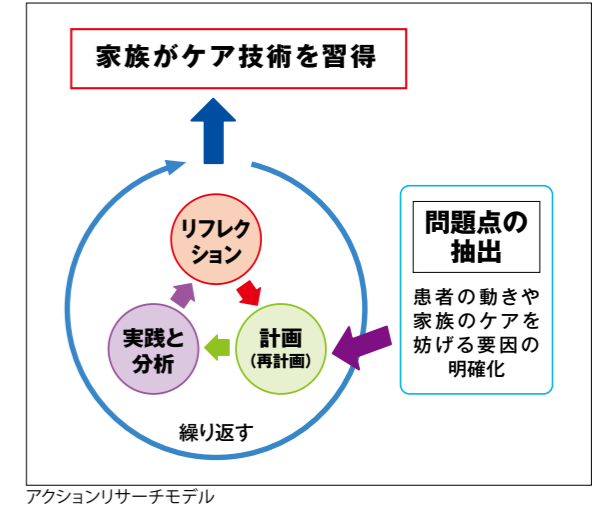 家族がケア技術を習得
リフレク
ション
問題点の
抽出
患者の動きや
家族のケアを
妨げる要因の
明確化
実践と
分析
計画
(再計画)
繰り返す
アクションリサーチモデル